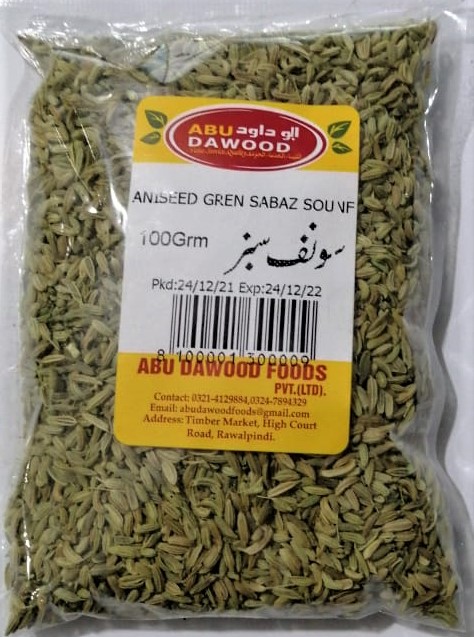 ABU ابو داود
DAWOOD
ANISEED GREN SABAZ SOUNF
100Grm سونف سبز
Pkd:24/12/21 Exp:24/12/22
8 100001 300009
ABU DAWOOD FOODS
PVT.(LTD).
Contact: 0321-4129884,0324-7894329
Email: abudawoodfoods@gmail.com
Address: Timber Market, High Court
Road, Rawalpindi.